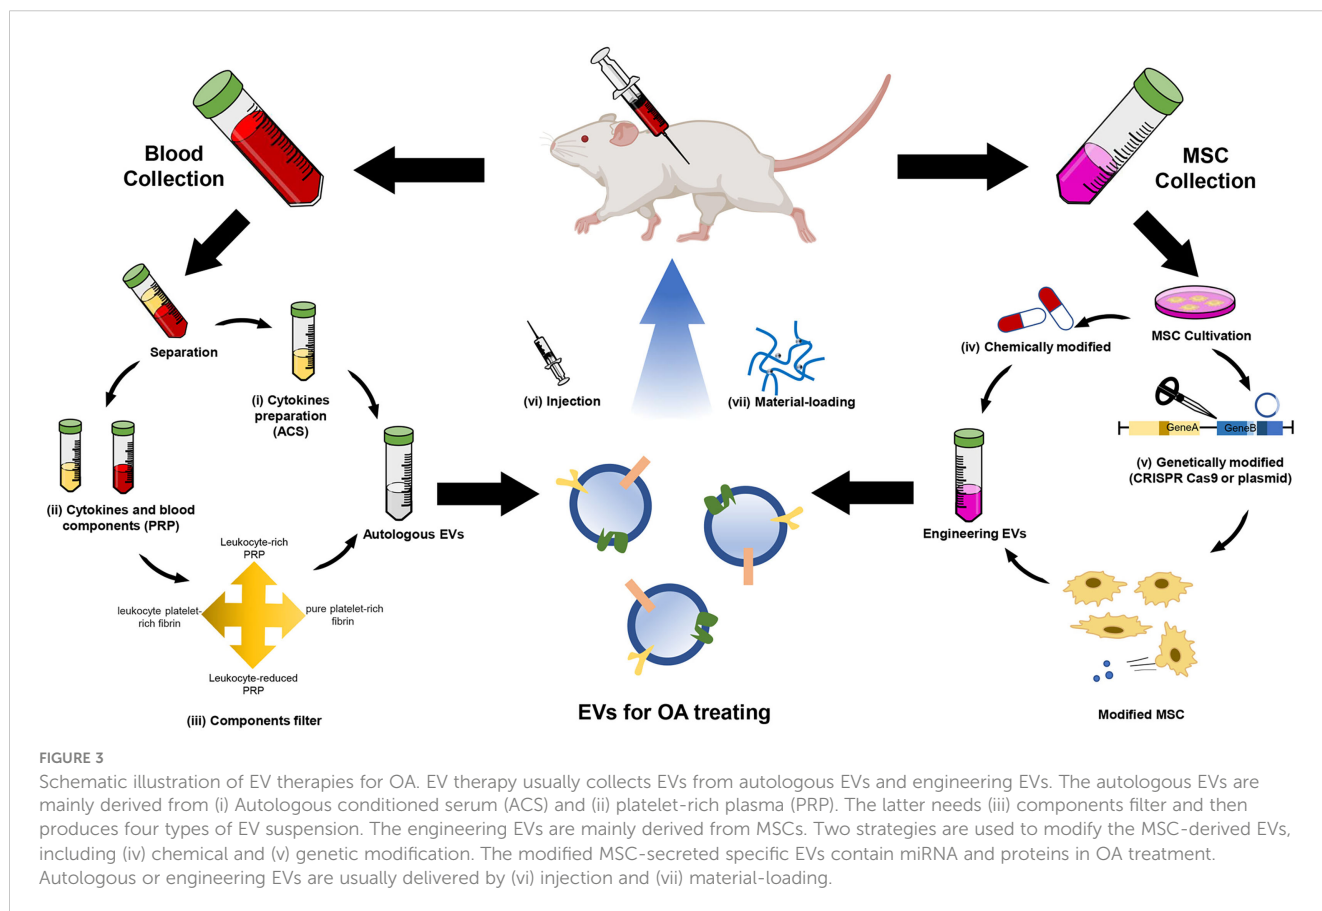 Blood
Collection
MSC
Collection
Separation
(i) Cytokines
preparation
(ACS)
(ii) Cytokines and blood
components (PRP)
Autologous EVs
Leukocyte-rich
PRP
leukocyte platelet-
rich fibrin
pure platelet-rich
fibrin
Leukocyte-reduced
PRP
(iii) Components filter
(vi) Injection
(vii) Material-loading
EVs for OA treating
(iv) Chemically modified
MSC Cultivation
GeneA
GeneB
(v) Genetically modified
(CRISPR Cas9 or plasmid)
Engineering EVs
Modified MSC
FIGURE 3
Schematic illustration of EV therapies for OA. EV therapy usually collects EVs from autologous EVs and engineering EVs. The autologous EVs are
mainly derived from (i) Autologous conditioned serum (ACS) and (ii) platelet-rich plasma (PRP). The latter needs (iii) components filter and then
produces four types of EV suspension. The engineering EVs are mainly derived from MSCs. Two strategies are used to modify the MSC-derived EVs,
including (iv) chemical and (v) genetic modification. The modified MSC-secreted specific EVs contain miRNA and proteins in OA treatment.
Autologous or engineering EVs are usually delivered by (vi) injection and (vii) material-loading.